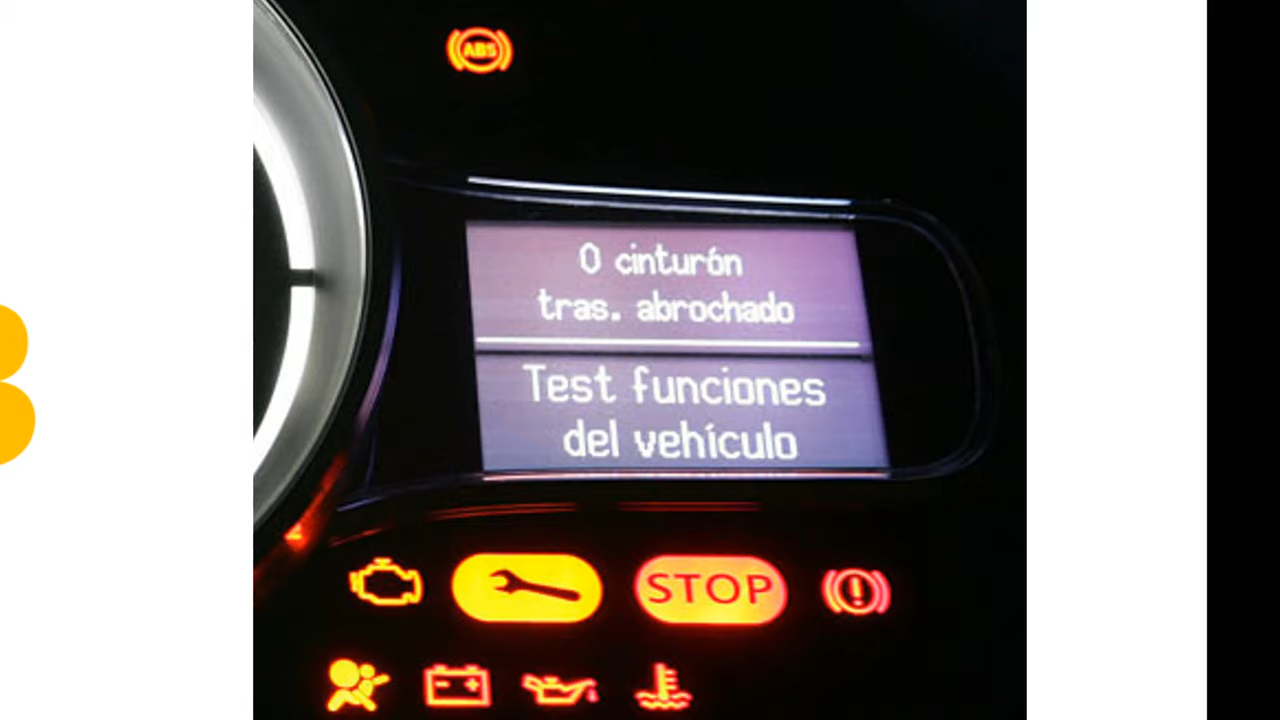 ABS
0 cinturón
tras. abrochado
Test funciones
del vehículo
STOP